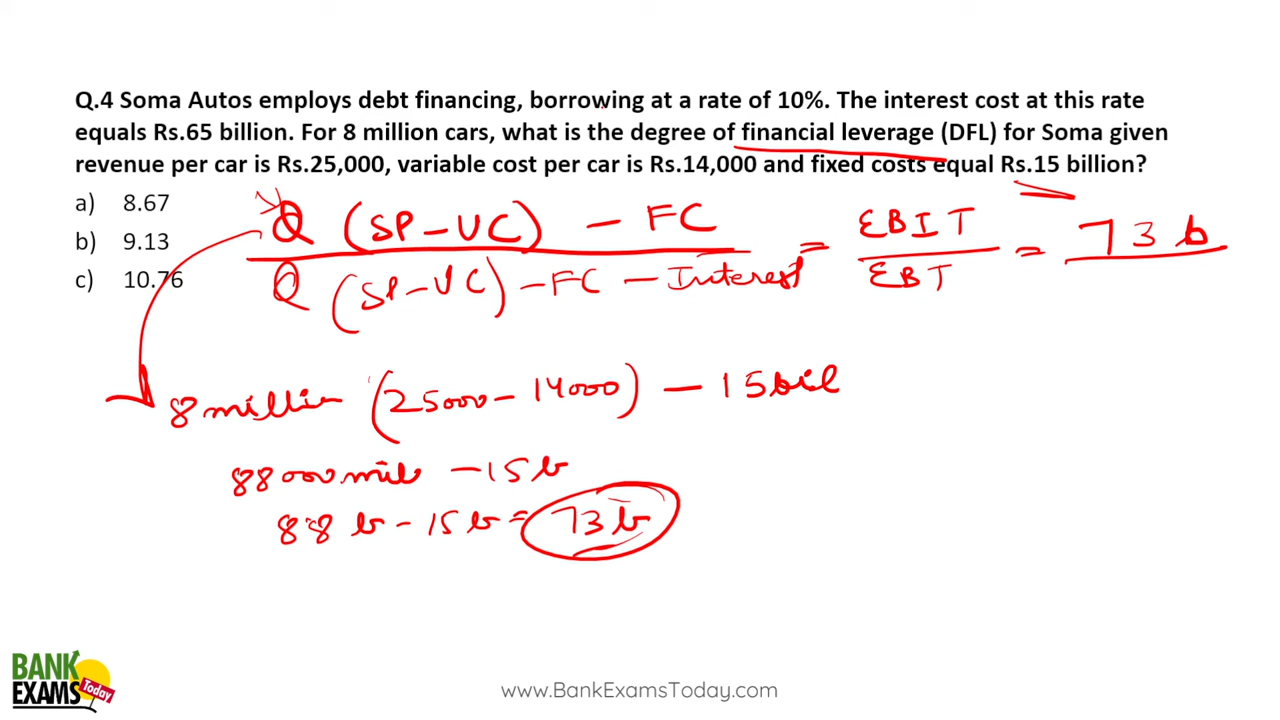 Q.4 Soma Autos employs debt financing, borrowing at a rate of 10%. The interest cost at this rate
equals Rs.65 billion. For 8 million cars, what is the degree of financial leverage (DFL) for Soma given
revenue per car is Rs.25,000, variable cost per car is Rs.14,000 and fixed costs equal Rs.15 billion?
a) 8.67
b) 9.13
c) 10.76
Q (SP-VC) - FC = EBIT = 73 b
Q (SP-VC) - FC - Interest EBT
8 million (25000 - 14000) - 15 bil
88000 mil - 15 b
88 b - 15 b = 73 b
BANK
EXAMS
Today
www.BankExamsToday.com